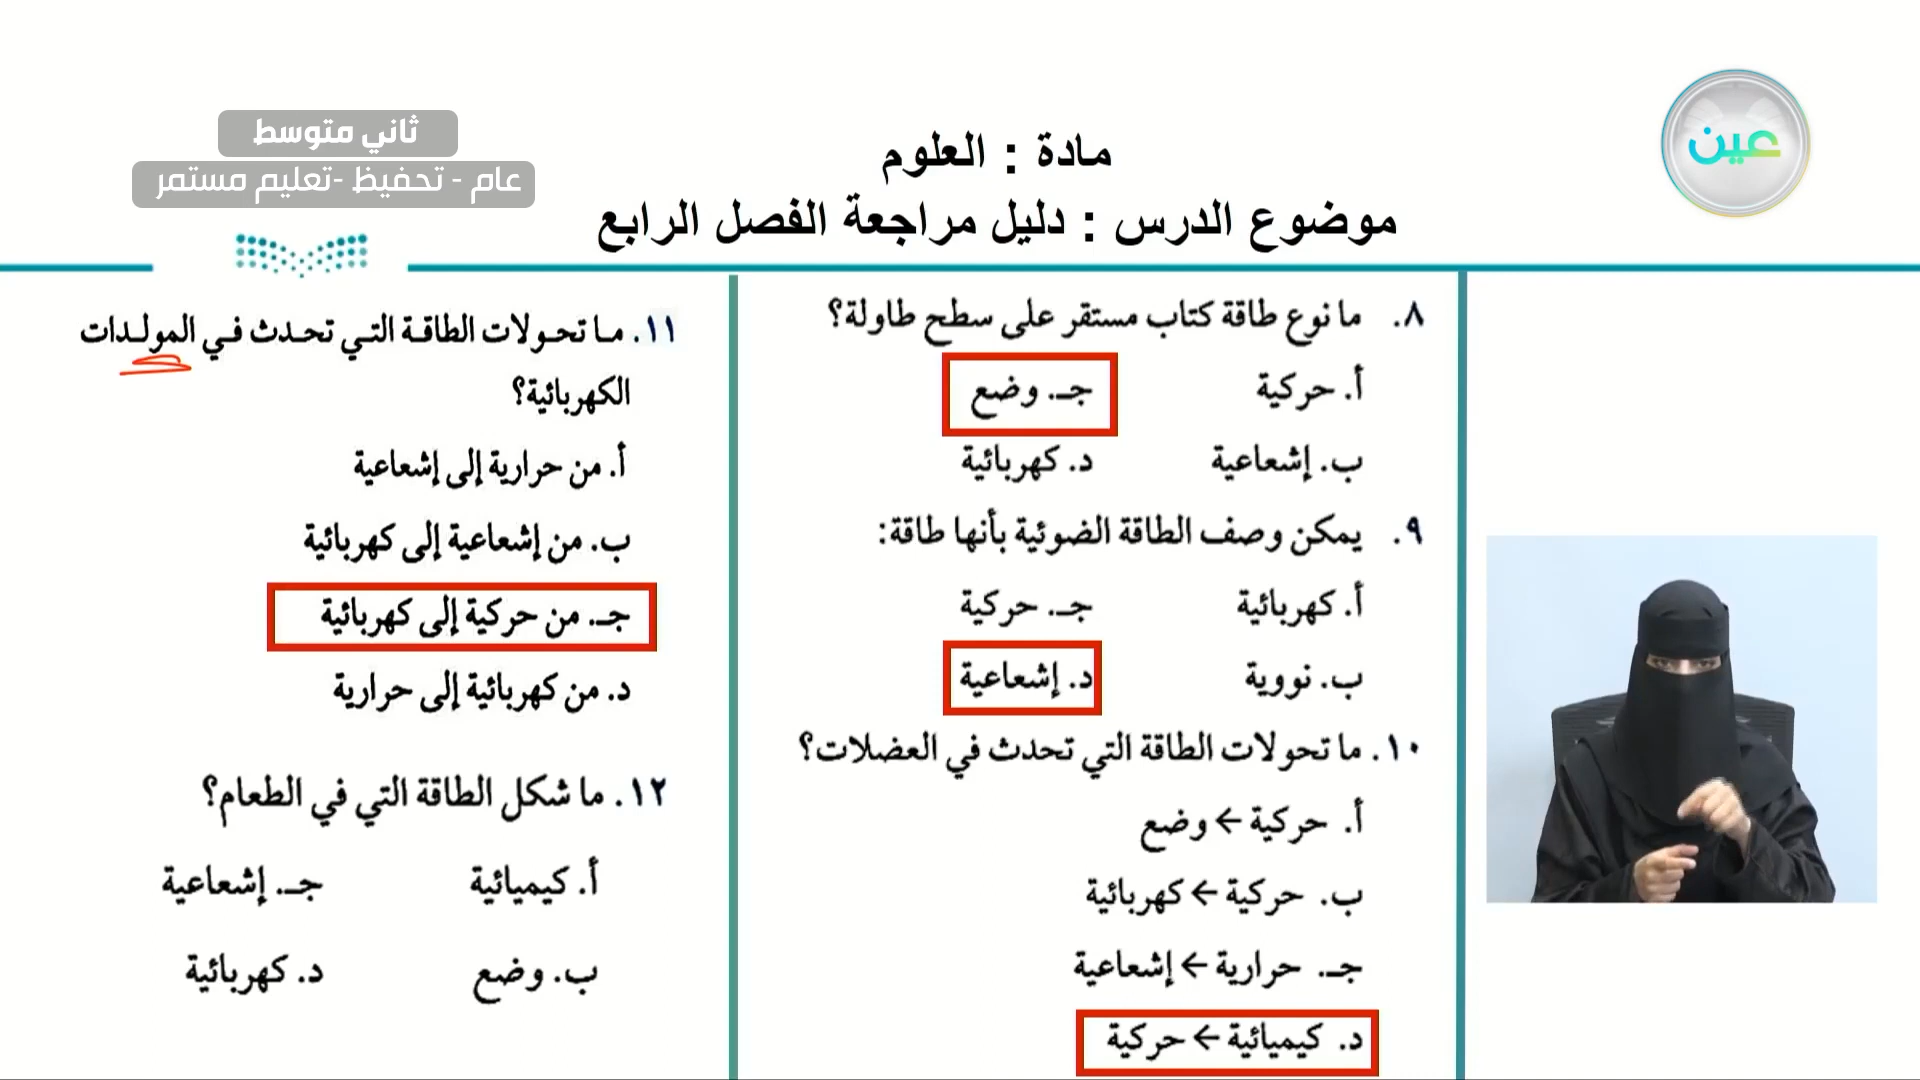 عين
ثاني متوسط
عام - تحفيظ -تعليم مستمر
مادة : العلوم
موضوع الدرس : دليل مراجعة الفصل الرابع
٨. ما نوع طاقة كتاب مستقر على سطح طاولة؟
أ. حركية جـ. وضع
ب. إشعاعية د. كهربائية
٩. يمكن وصف الطاقة الضوئية بأنها طاقة:
أ. كهربائية جـ. حركية
ب. نووية د. إشعاعية
١٠. ما تحولات الطاقة التي تحدث في العضلات؟
أ. حركية ← وضع
ب. حركية ← كهربائية
جـ. حرارية ← إشعاعية
د. كيميائية ← حركية
١١. ما تحولات الطاقة التي تحدث في المولدات
الكهربائية؟
أ. من حرارية إلى إشعاعية
ب. من إشعاعية إلى كهربائية
جـ. من حركية إلى كهربائية
د. من كهربائية إلى حرارية
١٢. ما شكل الطاقة التي في الطعام؟
أ. كيميائية جـ. إشعاعية
ب. وضع د. كهربائية